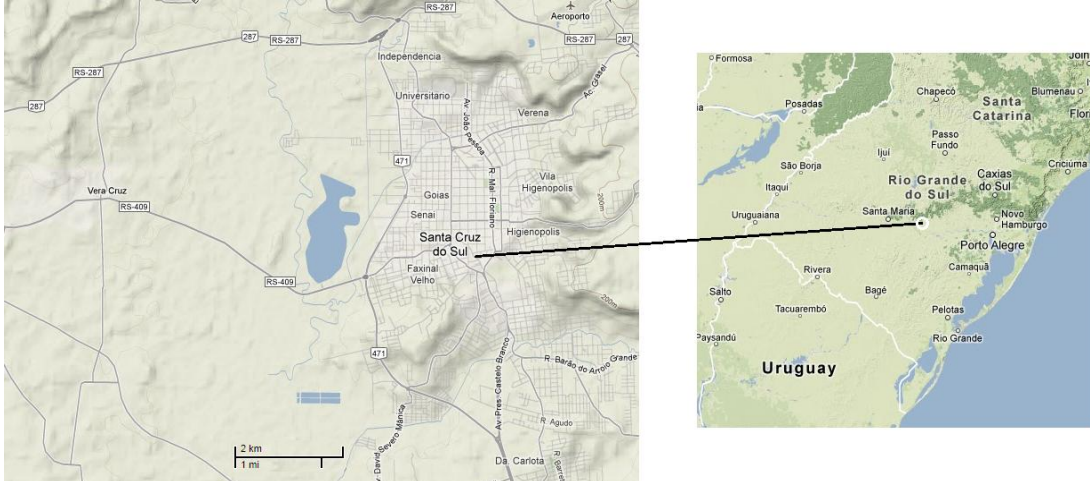 RS-287
Aeroporto
287
RS-287
RS-287
287
Independencia
RS-287
287
Av. João Pessoa
Universitano
Verena
471
Vila
Higenopolis
200m
R. Mal Floriano
Vera Cruz
RS-409
Goias
Senai
Higienopolis
Santa Cruz
do Sul
Faxinal
Velho
RS-409
200m
471
R. Barão do Arroio Grande
Av. Pres. Castelo Branco
R. Agudo
Da. Carlota
2 km
1 mi
Formosa
Chapecó
Blumenau
Posadas
Santa
Catarina
Passo
Fundo
Ijuí
São Borja
Criciúma
Itaqui
Rio Grande
do Sul
Caxias
do Sul
Uruguaiana
Santa Maria
Novo
Hamburgo
Porto Alegre
Rivera
Camaquã
Salto
Bagé
Tacuarembó
Pelotas
Paysandú
Rio Grande
Uruguay